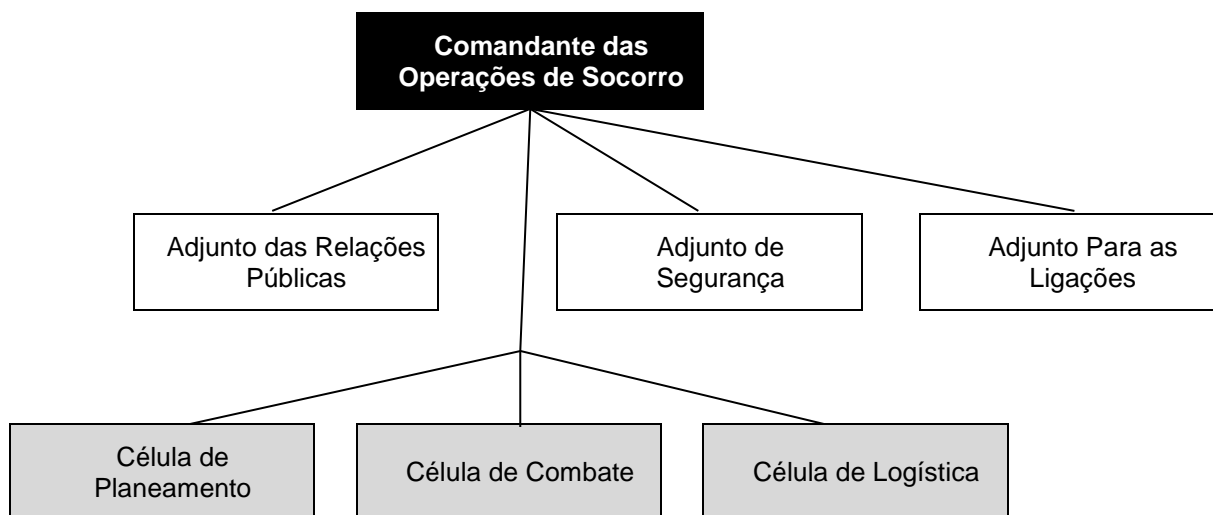 Comandante das
Operações de Socorro
Adjunto das Relações
Públicas
Adjunto de
Segurança
Adjunto Para as
Ligações
Célula de
Planeamento
Célula de Combate
Célula de Logística